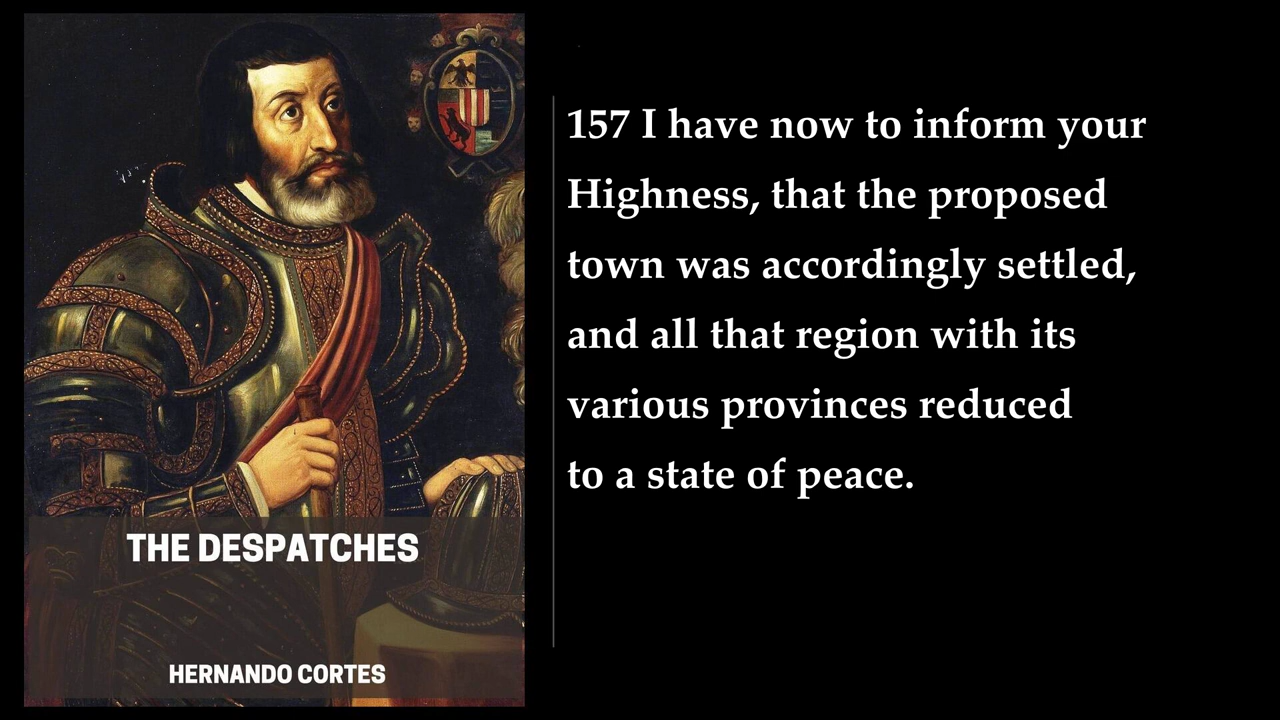 THE DESPATCHES
HERNANDO CORTES
157 I have now to inform your
Highness, that the proposed
town was accordingly settled,
and all that region with its
various provinces reduced
to a state of peace.